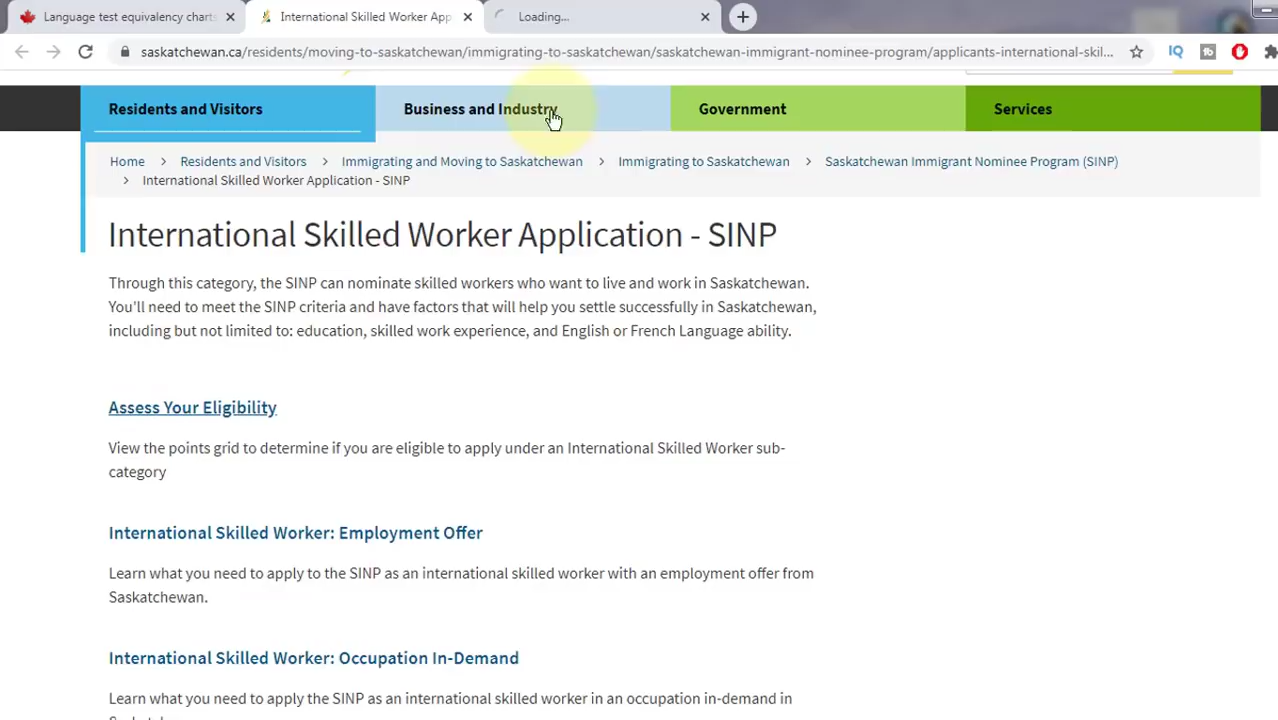 Language test equivalency charts
International Skilled Worker App
Loading...
saskatchewan.ca/residents/moving-to-saskatchewan/immigrating-to-saskatchewan/saskatchewan-immigrant-nominee-program/applicants-international-skil...
IQ
Residents and Visitors
Business and Industry
Government
Services
Home > Residents and Visitors > Immigrating and Moving to Saskatchewan > Immigrating to Saskatchewan > Saskatchewan Immigrant Nominee Program (SINP)
> International Skilled Worker Application - SINP
International Skilled Worker Application - SINP
Through this category, the SINP can nominate skilled workers who want to live and work in Saskatchewan.
You'll need to meet the SINP criteria and have factors that will help you settle successfully in Saskatchewan,
including but not limited to: education, skilled work experience, and English or French Language ability.
Assess Your Eligibility
View the points grid to determine if you are eligible to apply under an International Skilled Worker sub-
category
International Skilled Worker: Employment Offer
Learn what you need to apply to the SINP as an international skilled worker with an employment offer from
Saskatchewan.
International Skilled Worker: Occupation In-Demand
Learn what you need to apply the SINP as an international skilled worker in an occupation in-demand in